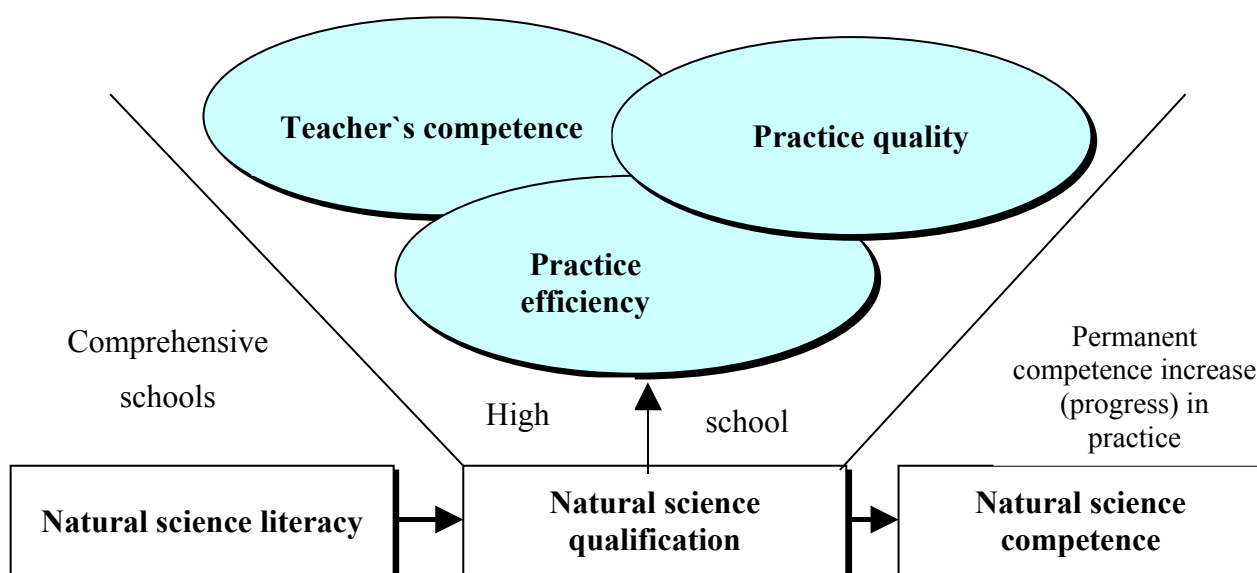 Teacher`s competence
Practice quality
Practice
efficiency
Comprehensive
schools
High school
Permanent
competence increase
(progress) in
practice
Natural science literacy
Natural science
qualification
Natural science
competence